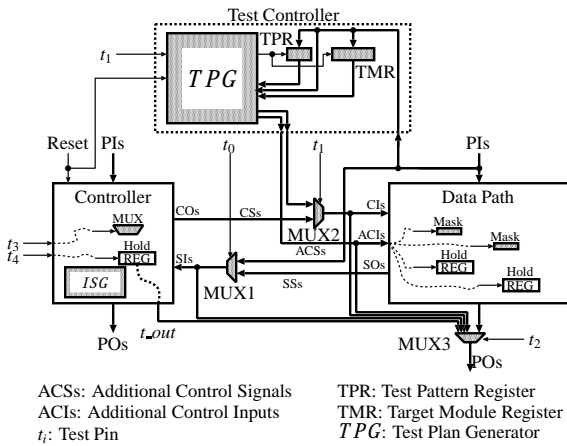 Test Controller
t1
TPG
TPR
TMR
Reset
PIs
t0
t1
PIs
Controller
MUX
Hold
REG
ISG
t3
t4
COs
CSs
MUX2
CIs
ACIs
ACSs
SIs
MUX1
SOs
SSs
Data Path
Mask
Mask
Hold
REG
Hold
REG
POs
t_out
MUX3
t2
POs
ACSs: Additional Control Signals
ACIs: Additional Control Inputs
ti: Test Pin
TPR: Test Pattern Register
TMR: Target Module Register
TPG: Test Plan Generator